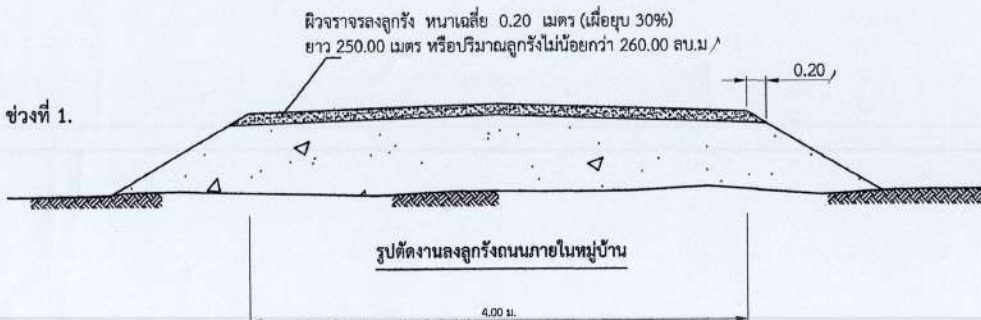 ผิวจราจรลงลูกรัง หนาเฉลี่ย 0.20 เมตร (เผื่อยุบ 30%)
ยาว 250.00 เมตร หรือปริมาณลูกรังไม่น้อยกว่า 260.00 ลบ.ม
0.20
ช่วงที่ 1.
รูปตัดงานลงลูกรังถนนภายในหมู่บ้าน
4.00 ม.